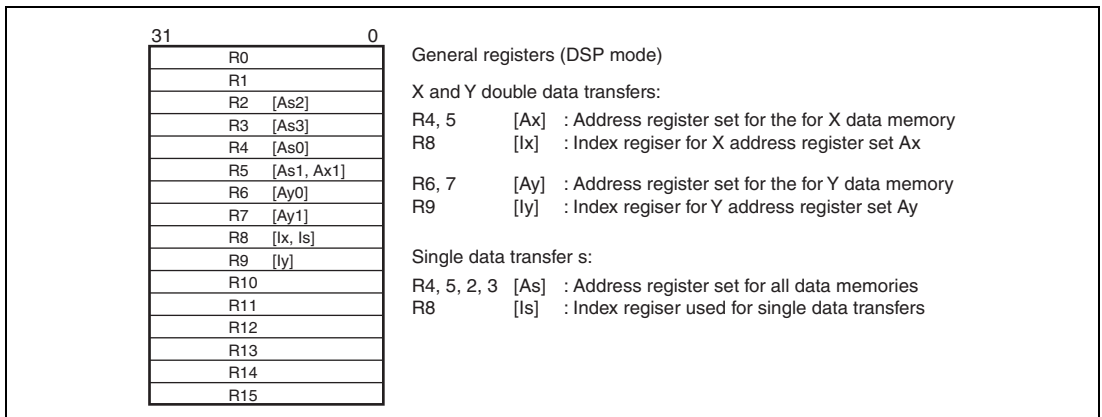 31 0
R0
R1
R2 [As2]
R3 [As3]
R4 [As0]
R5 [As1, Ax1]
R6 [Ay0]
R7 [Ay1]
R8 [Ix, Is]
R9 [Iy]
R10
R11
R12
R13
R14
R15
General registers (DSP mode)
X and Y double data transfers:
R4, 5 [Ax] : Address register set for the for X data memory
R8 [Ix] : Index regiser for X address register set Ax
R6, 7 [Ay] : Address register set for the for Y data memory
R9 [Iy] : Index regiser for Y address register set Ay
Single data transfer s:
R4, 5, 2, 3 [As] : Address register set for all data memories
R8 [Is] : Index regiser used for single data transfers